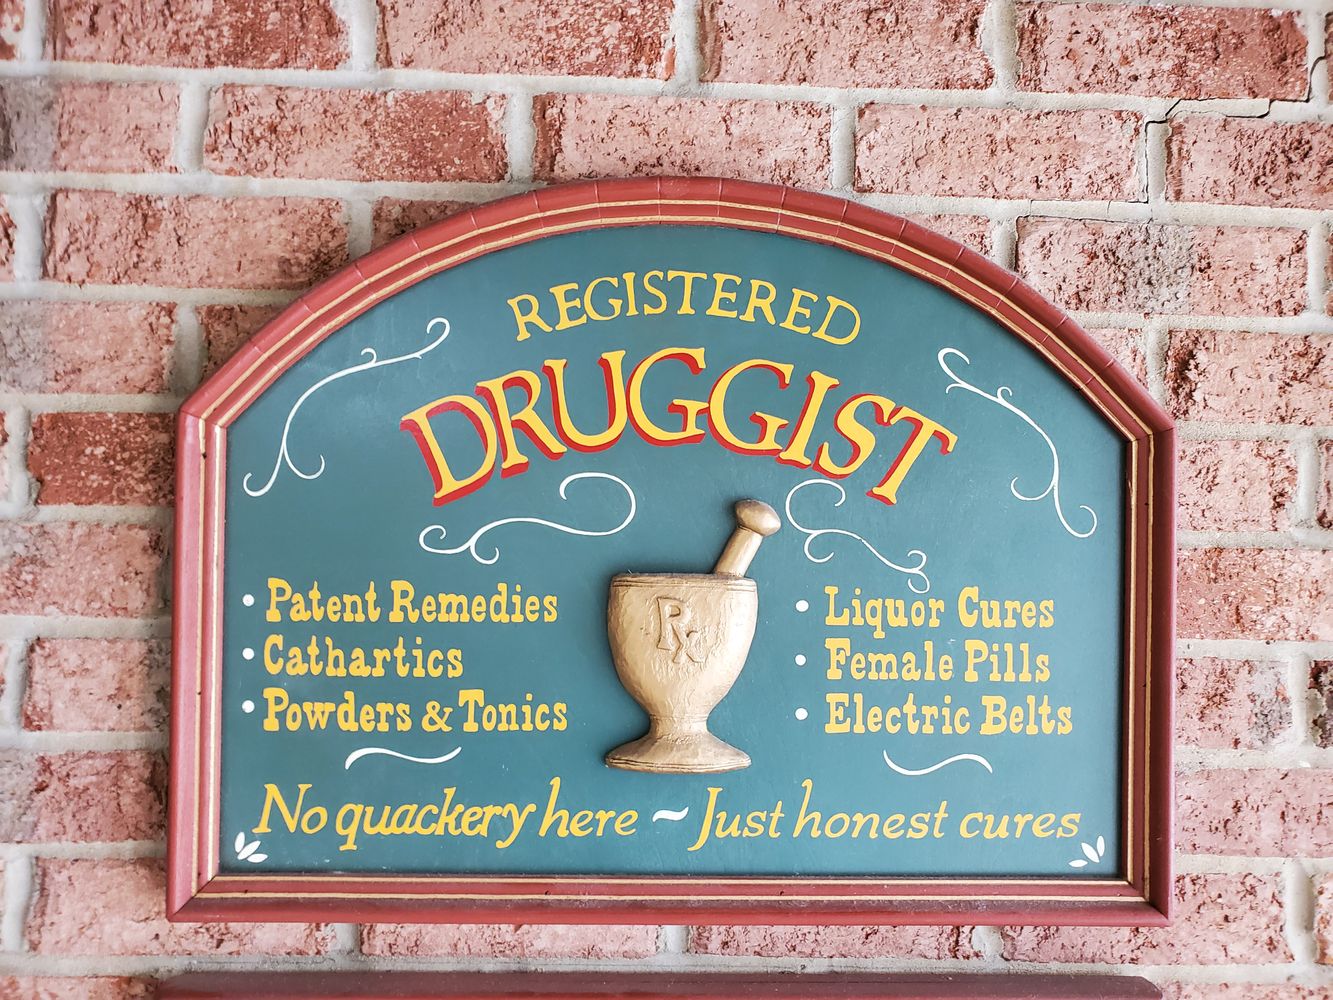 REGISTERED
DRUGGIST
• Patent Remedies
• Cathartics
• Powders & Tonics
Rx
• Liquor Cures
• Female Pills
• Electric Belts
No quackery here ~ Just honest cures